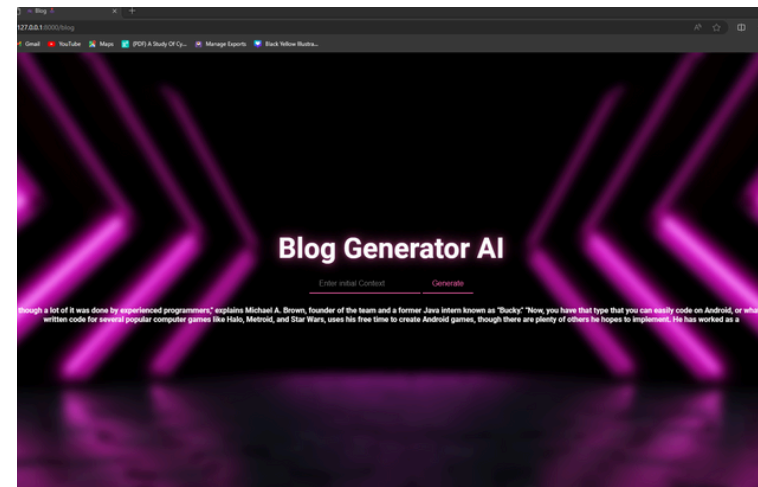 Blog
127.0.0.1:8000/blog
Gmail YouTube Maps (PDF) A Study Of Cy... Manage Exports Black Yellow Illustra...
Blog Generator AI
Enter initial Context Generate
though a lot of it was done by experienced programmers," explains Michael A. Brown, founder of the team and a former Java intern known as "Bucky." "Now, you have that type that you can easily code on Android, or wha
written code for several popular computer games like Halo, Metroid, and Star Wars, uses his free time to create Android games, though there are plenty of others he hopes to implement. He has worked as a